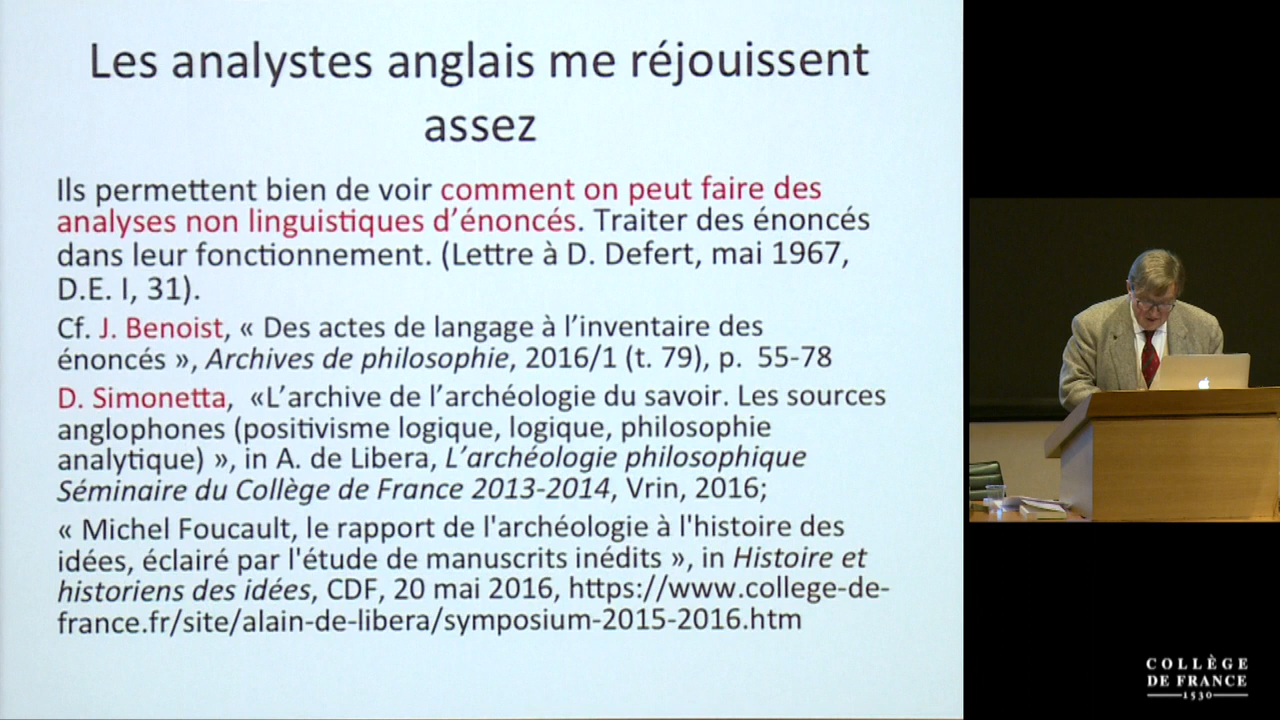 Les analystes anglais me réjouissent
assez
Ils permettent bien de voir comment on peut faire des
analyses non linguistiques d’énoncés. Traiter des énoncés
dans leur fonctionnement. (Lettre à D. Defert, mai 1967,
D.E. I, 31).
Cf. J. Benoist, « Des actes de langage à l’inventaire des
énoncés », Archives de philosophie, 2016/1 (t. 79), p. 55-78
D. Simonetta, «L’archive de l’archéologie du savoir. Les sources
anglophones (positivisme logique, logique, philosophie
analytique) », in A. de Libera, L’archéologie philosophique
Séminaire du Collège de France 2013-2014, Vrin, 2016;
« Michel Foucault, le rapport de l'archéologie à l'histoire des
idées, éclairé par l'étude de manuscrits inédits », in Histoire et
historiens des idées, CDF, 20 mai 2016, https://www.college-de-
france.fr/site/alain-de-libera/symposium-2015-2016.htm
COLLÈGE
DE FRANCE
1530